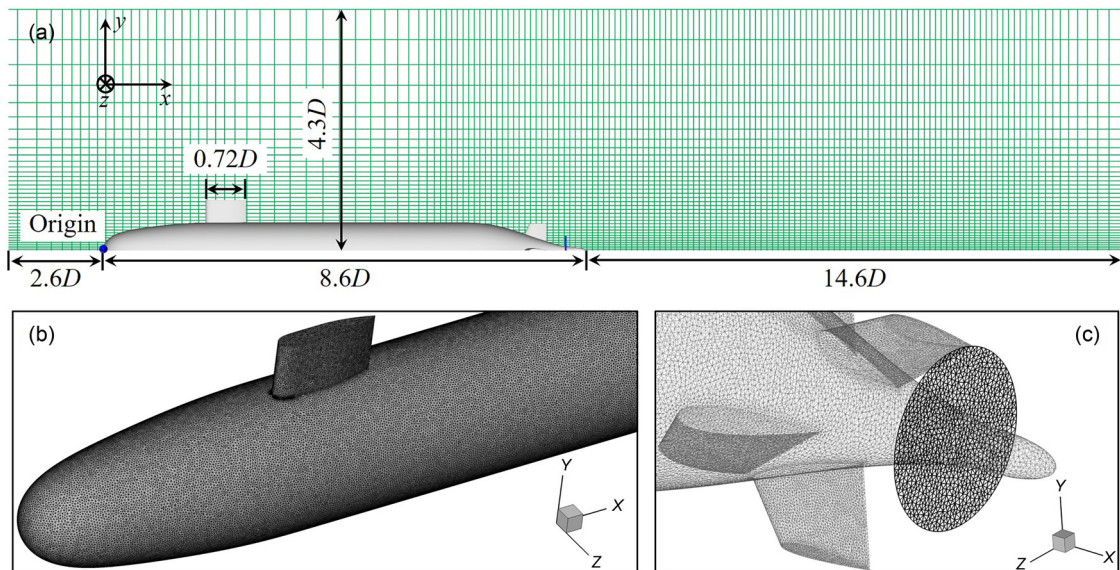 (a)
y
z
x
4.3D
0.72D
Origin
2.6D
8.6D
14.6D
(b)
Y
X
Z
(c)
Y
Z
X